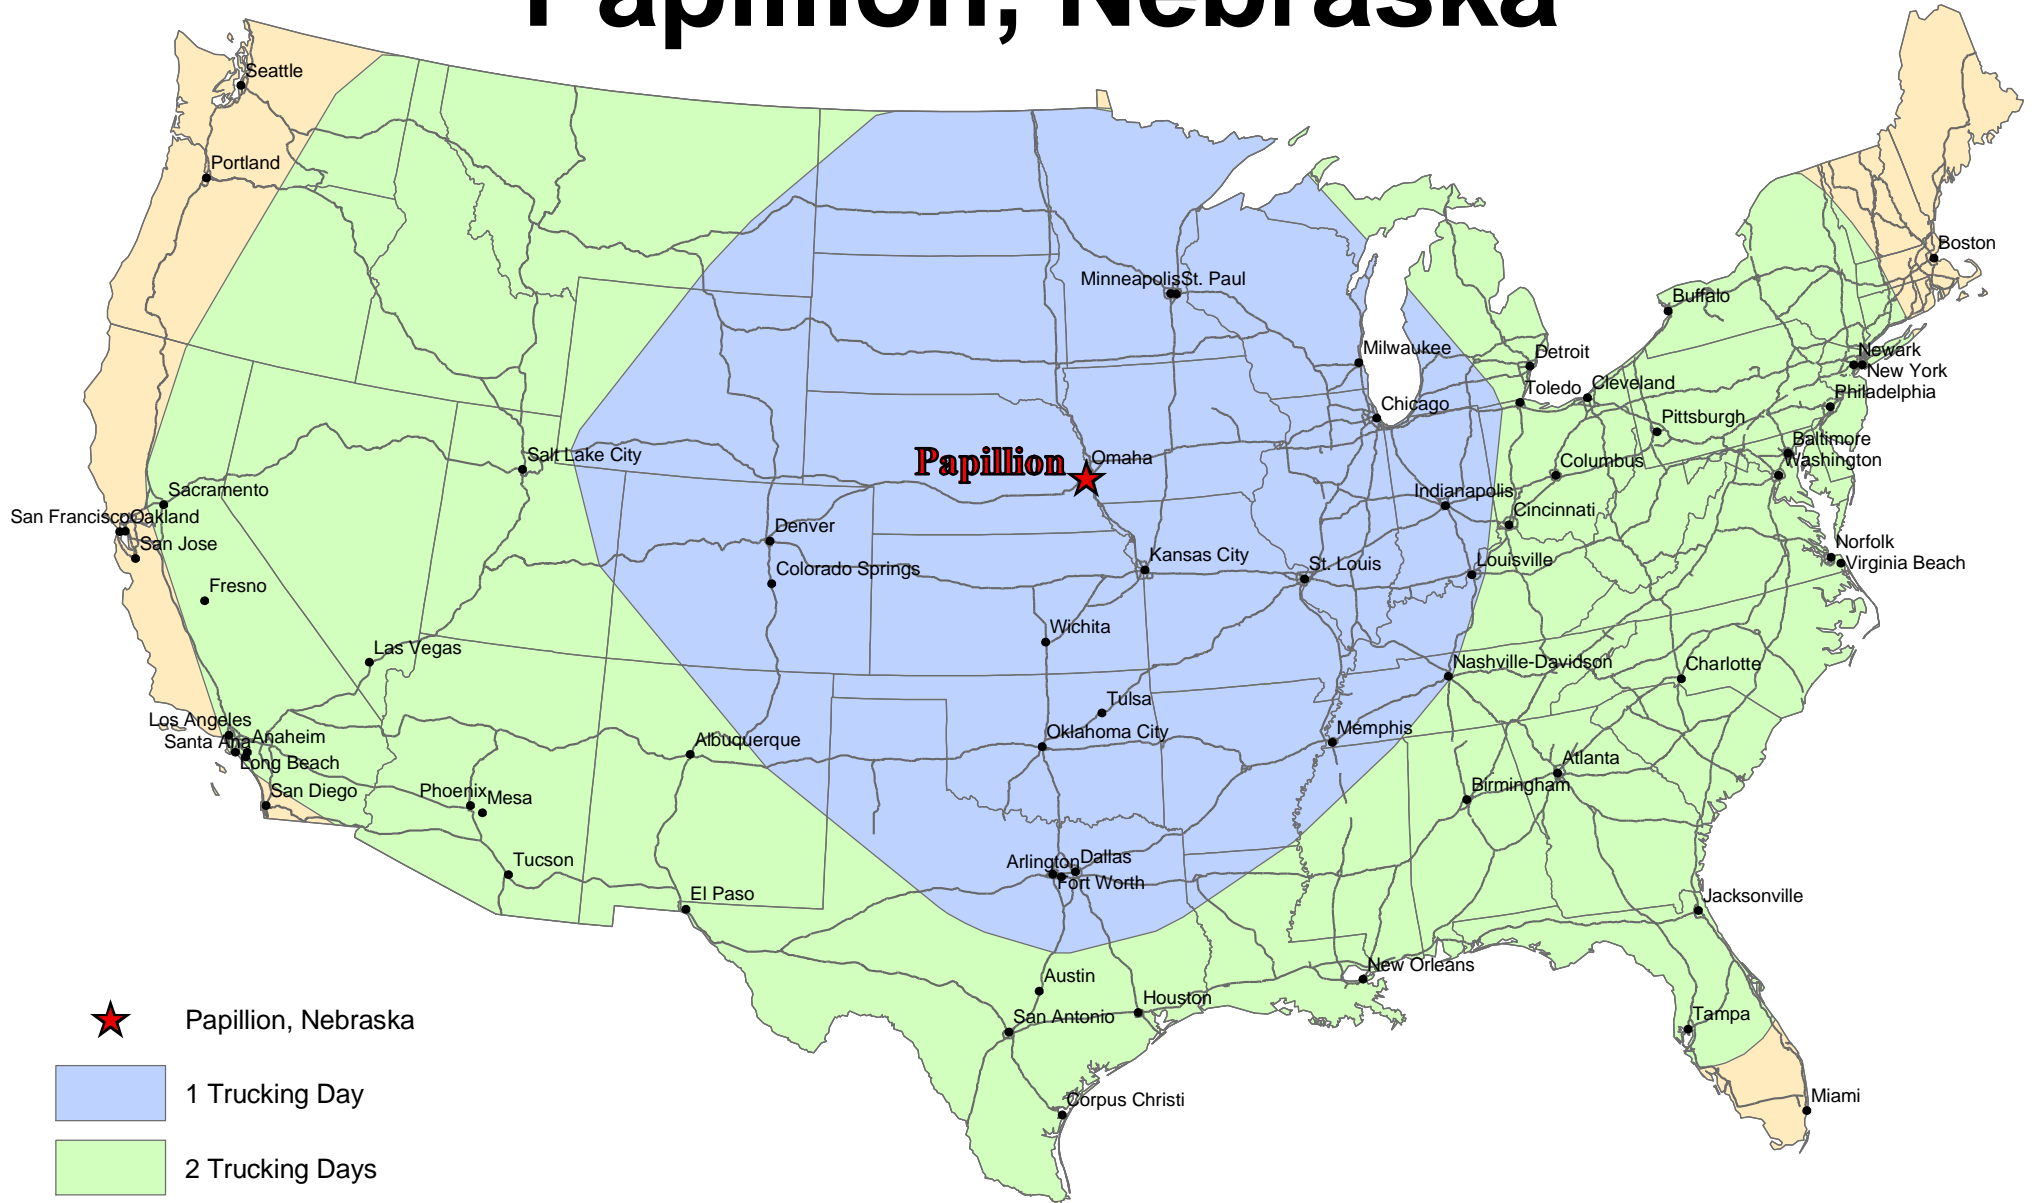 Papillion, Nebraska
Seattle
Portland
Boston
MinneapolisSt. Paul
Buffalo
Milwaukee
Detroit
Newark
New York
Toledo
Cleveland
Philadelphia
Chicago
Pittsburgh
Baltimore
Washington
Salt Lake City
Papillion
Omaha
Columbus
Sacramento
Indianapolis
Cincinnati
San Francisco
Oakland
Denver
San Jose
Norfolk
Kansas City
St. Louis
Louisville
Virginia Beach
Colorado Springs
Fresno
Wichita
Las Vegas
Nashville-Davidson
Charlotte
Tulsa
Los Angeles
Memphis
Oklahoma City
Santa Ana
Anaheim
Albuquerque
Long Beach
Atlanta
San Diego
Phoenix
Mesa
Birmingham
Tucson
Arlington
Dallas
Fort Worth
El Paso
Jacksonville
New Orleans
Austin
Houston
San Antonio
Tampa
Papillion, Nebraska
1 Trucking Day
Corpus Christi
Miami
2 Trucking Days